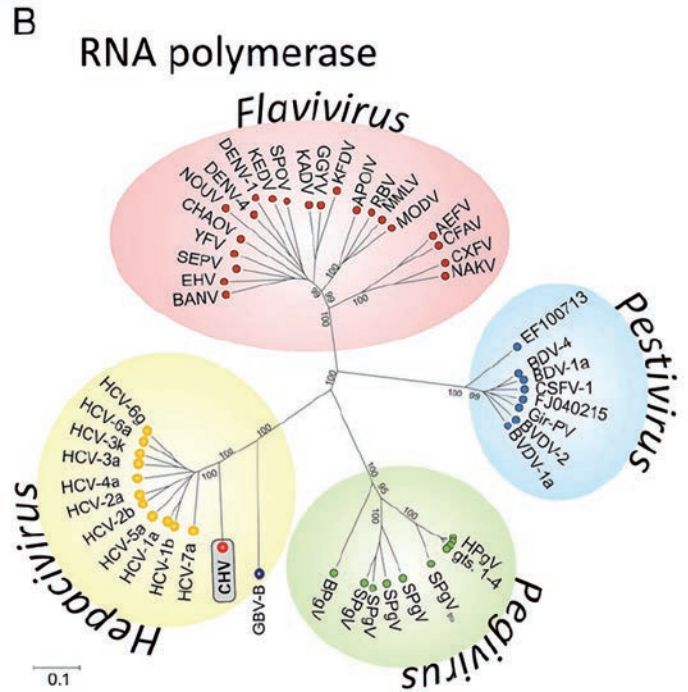 B
RNA polymerase
Flavivirus
BANV
EHV
SEPV
YFV
CHAOV
NOUV
DENV-4
DENV-1
KEDV
SPOV
KADV
GGYV
KFDV
APOIV
RBV
MMLV
MODV
AEFV
CFAV
CXFV
NAKV
100
100
99
100
Pestivirus
EF100713
BDV-4
BDV-1a
CSFV-1
FJ040215
Gir-PV
BVDV-2
BVDV-1a
100
100
Hepacivirus
HCV-6g
HCV-6a
HCV-3k
HCV-3a
HCV-4a
HCV-2a
HCV-2b
HCV-5a
HCV-1a
HCV-1b
HCV-7a
CHV
GBV-B
100
100
100
Pegivirus
BPgV
SPgV
SPgV
SPgV
SPgV
SPgV
HPgV
gts. 1-4
100
95
100
100
0.1